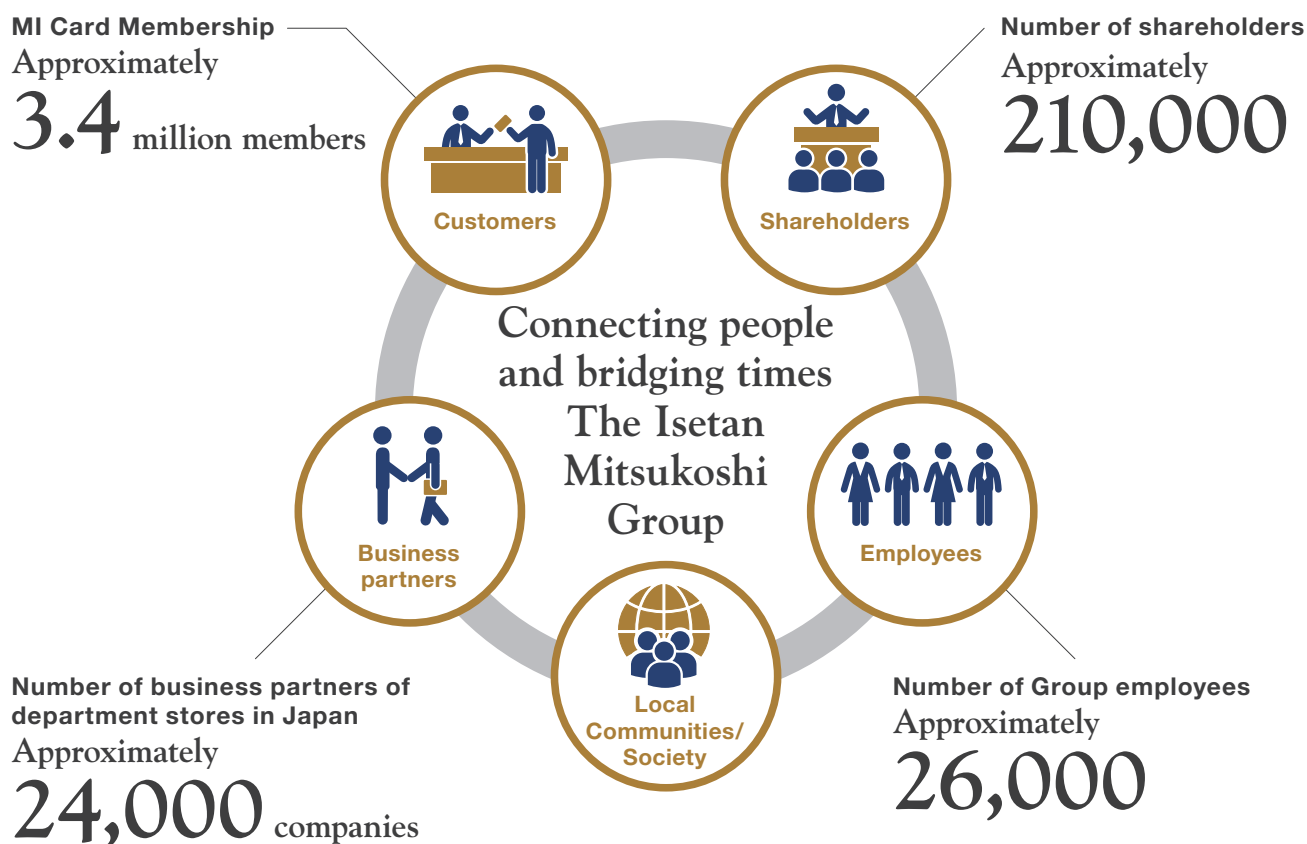 MI Card Membership
Approximately
3.4 million members
Number of shareholders
Approximately
210,000
Customers
Shareholders
Connecting people
and bridging times
The Isetan
Mitsukoshi
Group
Business
partners
Employees
Local
Communities/
Society
Number of business partners of
department stores in Japan
Approximately
24,000 companies
Number of Group employees
Approximately
26,000